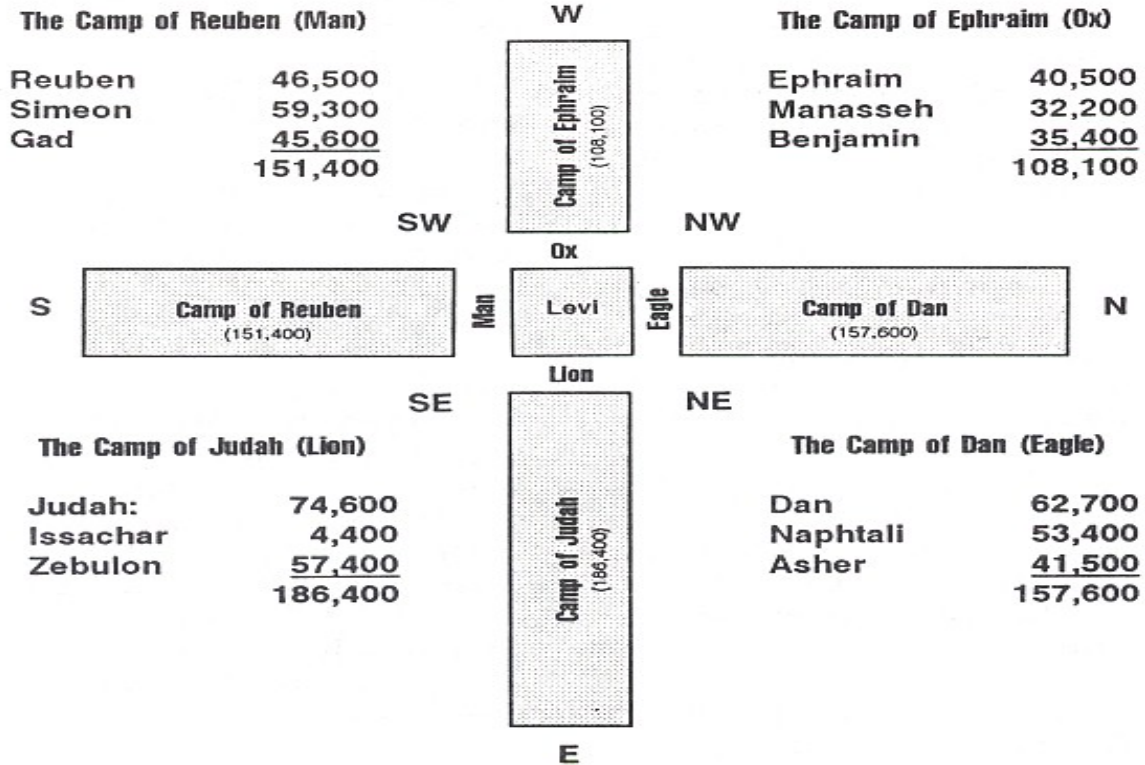 The Camp of Reuben (Man)
Reuben 46,500
Simeon 59,300
Gad 45,600
151,400
W
The Camp of Ephraim (Ox)
Ephraim 40,500
Manasseh 32,200
Benjamin 35,400
108,100
Camp of Ephraim
(108,100)
SW
NW
Ox
S
Camp of Reuben
(151,400)
Man
Levi
Eagle
Camp of Dan
(157,600)
N
Lion
SE
NE
The Camp of Judah (Lion)
Judah: 74,600
Issachar 4,400
Zebulon 57,400
186,400
Camp of Judah
(186,400)
The Camp of Dan (Eagle)
Dan 62,700
Naphtali 53,400
Asher 41,500
157,600
E